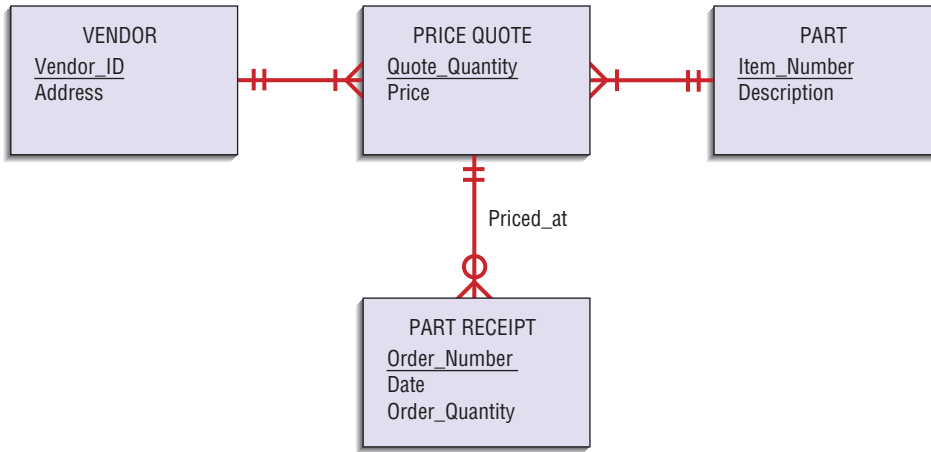 VENDOR
Vendor_ID
Address
PRICE QUOTE
Quote_Quantity
Price
PART
Item_Number
Description
Priced_at
PART RECEIPT
Order_Number
Date
Order_Quantity